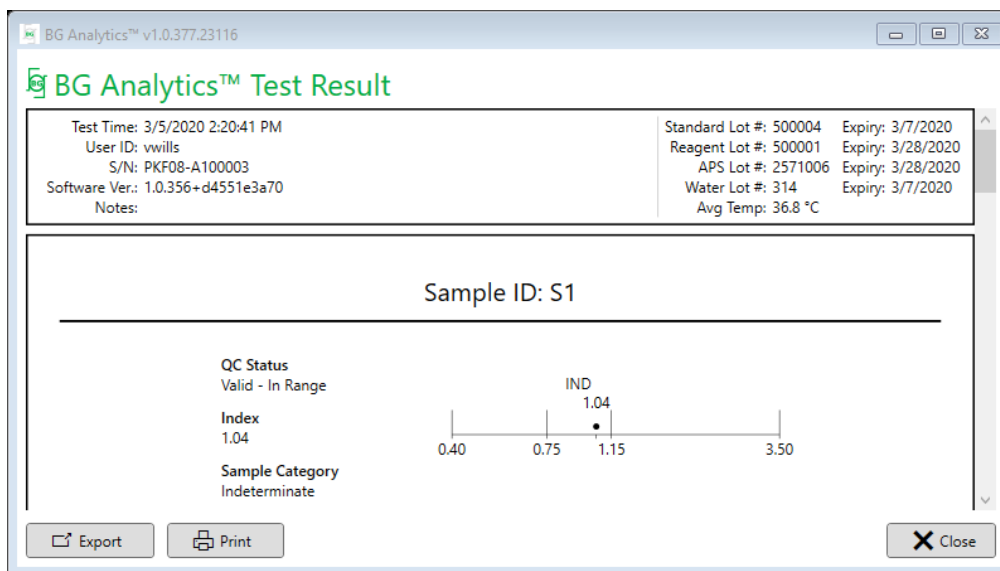 BG Analytics™ v1.0.377.23116
BG Analytics™ Test Result
Test Time: 3/5/2020 2:20:41 PM
User ID: vwills
S/N: PKF08-A100003
Software Ver.: 1.0.356+d4551e3a70
Notes:
Standard Lot #: 500004 Expiry: 3/7/2020
Reagent Lot #: 500001 Expiry: 3/28/2020
APS Lot #: 2571006 Expiry: 3/28/2020
Water Lot #: 314 Expiry: 3/7/2020
Avg Temp: 36.8 °C
Sample ID: S1
QC Status
Valid - In Range
Index
1.04
Sample Category
Indeterminate
IND
1.04
0.40 0.75 1.15 3.50
Export Print Close